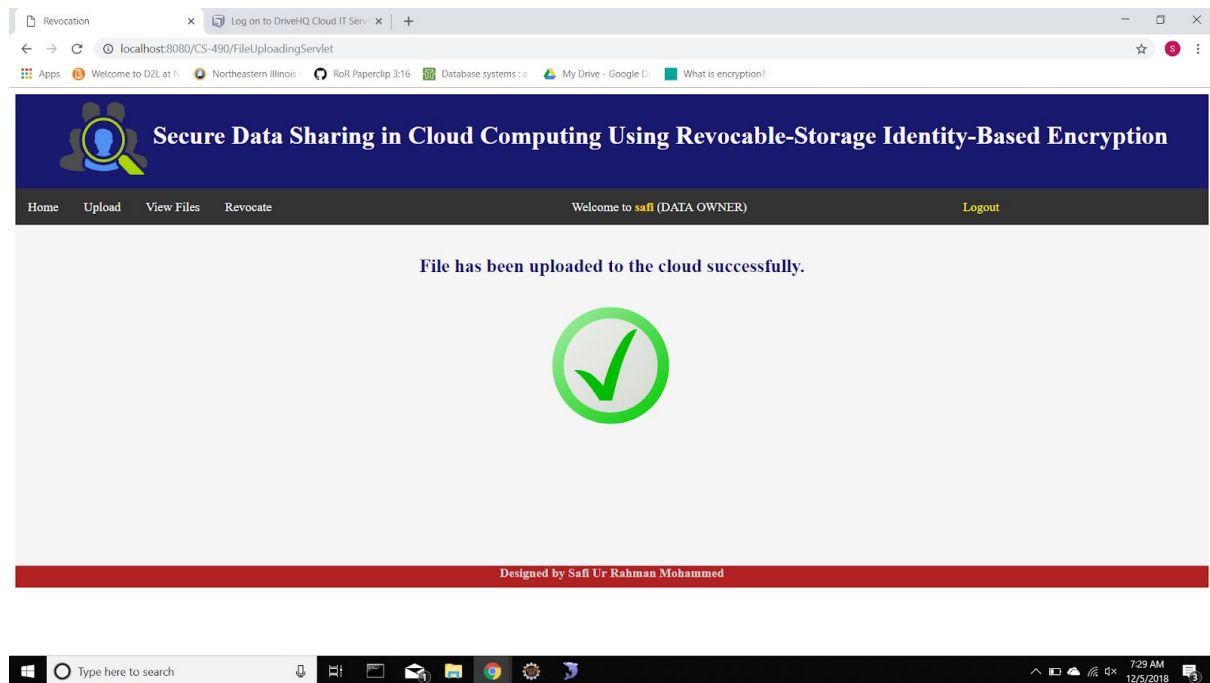 Revocation
Log on to DriveHQ Cloud IT Serv
localhost:8080/CS-490/FileUploadingServlet
S
Apps Welcome to D2L at N Northeastern Illinois RoR Paperclip 3:16 Database systems : a My Drive - Google D What is encryption? -
Secure Data Sharing in Cloud Computing Using Revocable-Storage Identity-Based Encryption
Home Upload View Files Revocate Welcome to safi (DATA OWNER) Logout
File has been uploaded to the cloud successfully.
Designed by Safi Ur Rahman Mohammed
Type here to search
7:29 AM
12/5/2018
3